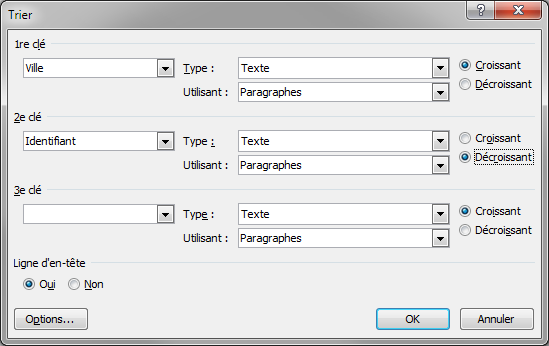 Trier
1re clé
Ville Type : Texte Croissant
Utilisant : Paragraphes Décroissant
2e clé
Identifiant Type : Texte Croissant
Utilisant : Paragraphes Décroissant
3e clé
Type : Texte Croissant
Utilisant : Paragraphes Décroissant
Ligne d'en-tête
Oui Non
Options... OK Annuler